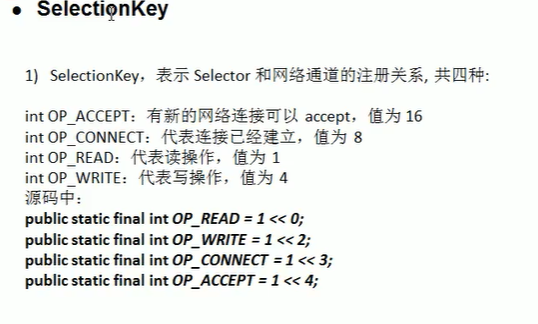 • SelectionKey
1) SelectionKey，表示 Selector 和网络通道的注册关系, 共四种:
int OP_ACCEPT：有新的网络连接可以 accept，值为 16
int OP_CONNECT：代表连接已经建立，值为 8
int OP_READ：代表读操作，值为 1
int OP_WRITE：代表写操作，值为 4
源码中：
public static final int OP_READ = 1 << 0;
public static final int OP_WRITE = 1 << 2;
public static final int OP_CONNECT = 1 << 3;
public static final int OP_ACCEPT = 1 << 4;